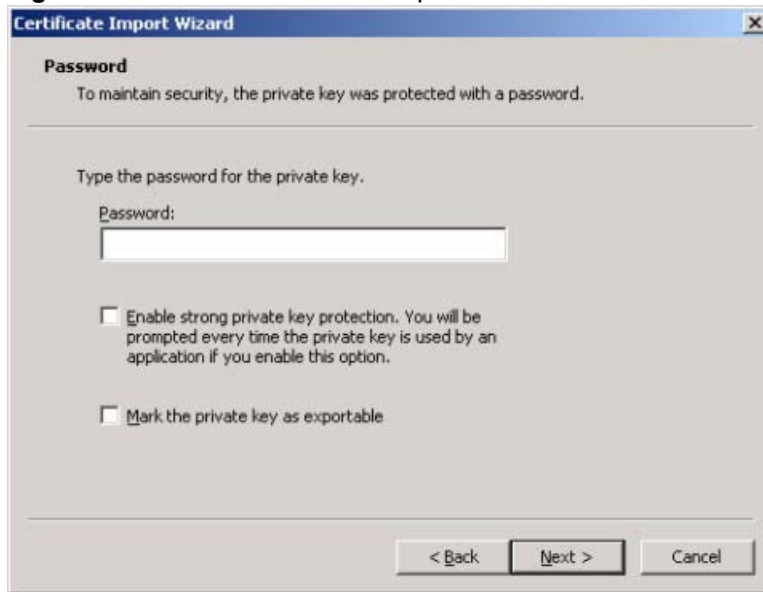 Certificate Import Wizard
Password
To maintain security, the private key was protected with a password.
Type the password for the private key.
Password:
Enable strong private key protection. You will
prompted every time the private key is used by an
application if you enable this option.
Mark the private key as exportable
< Back Next > Cancel